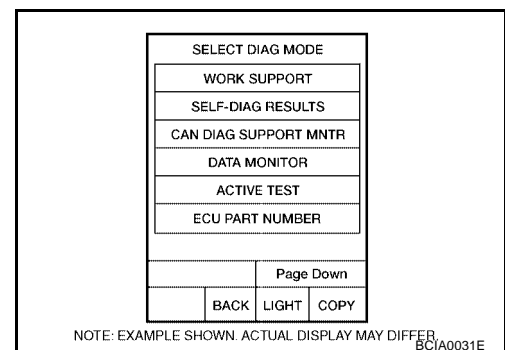 SELECT DIAG MODE
WORK SUPPORT
SELF-DIAG RESULTS
CAN DIAG SUPPORT MNTR
DATA MONITOR
ACTIVE TEST
ECU PART NUMBER
Page Down
BACK LIGHT COPY
NOTE: EXAMPLE SHOWN. ACTUAL DISPLAY MAY DIFFER.
BCIA0031E